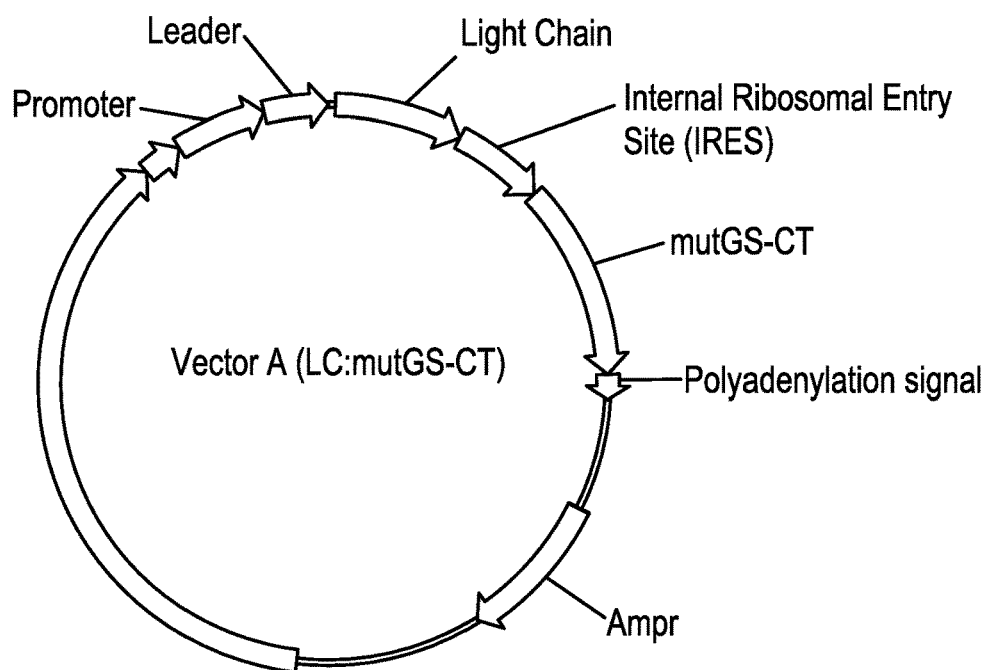 Leader
Light Chain
Promoter
Internal Ribosomal Entry
Site (IRES)
mutGS-CT
Vector A (LC:mutGS-CT)
Polyadenylation signal
Ampr